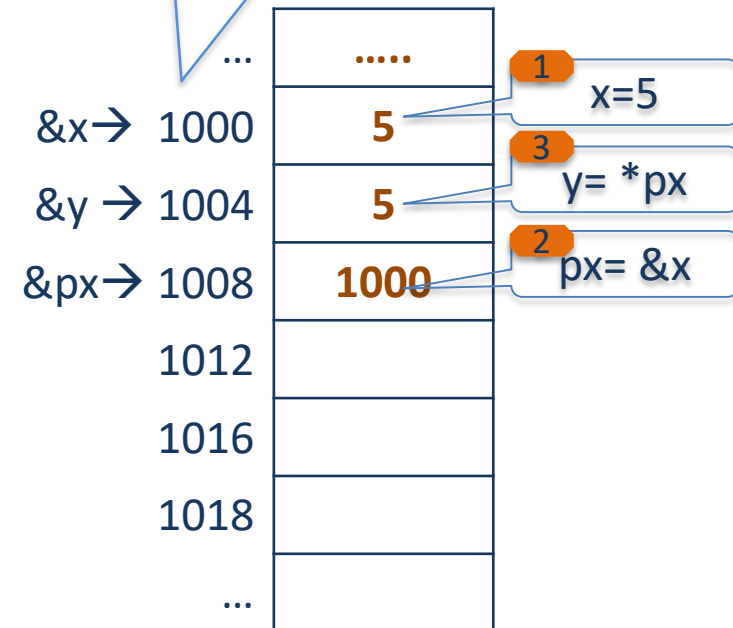 ... .....
1
x=5
&x→ 1000 5
3
y= *px
&y → 1004 5
2
px= &x
&px→ 1008 1000
1012
1016
1018
...